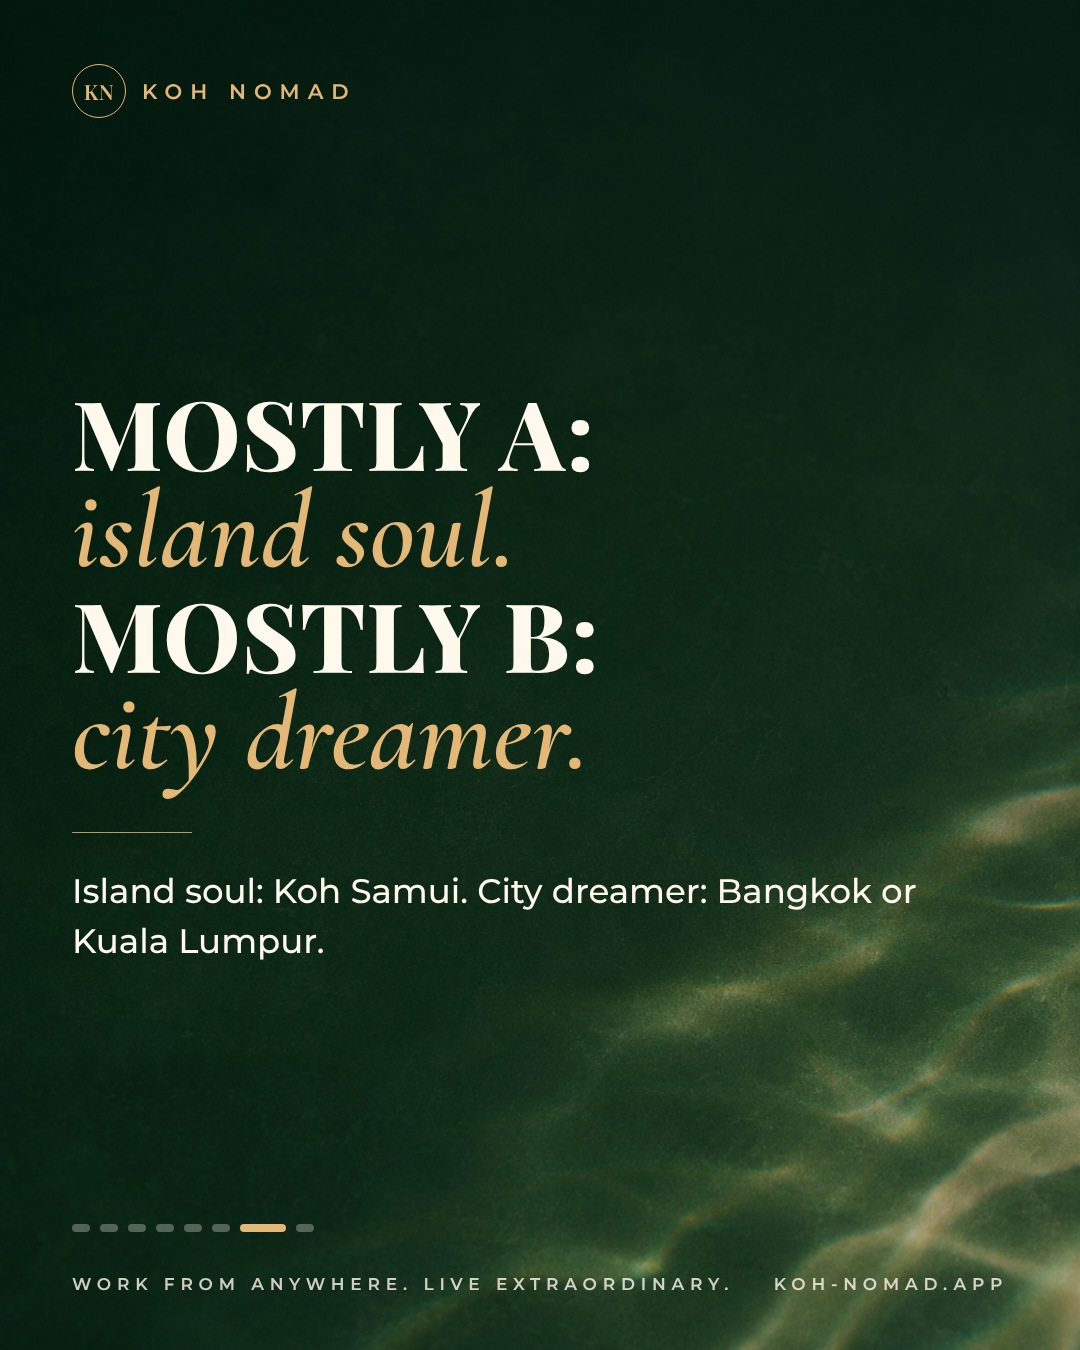 KN KOH NOMAD
MOSTLY A:
island soul.
MOSTLY B:
city dreamer.
Island soul: Koh Samui. City dreamer: Bangkok or
Kuala Lumpur.
WORK FROM ANYWHERE. LIVE EXTRAORDINARY. KOH-NOMAD.APP